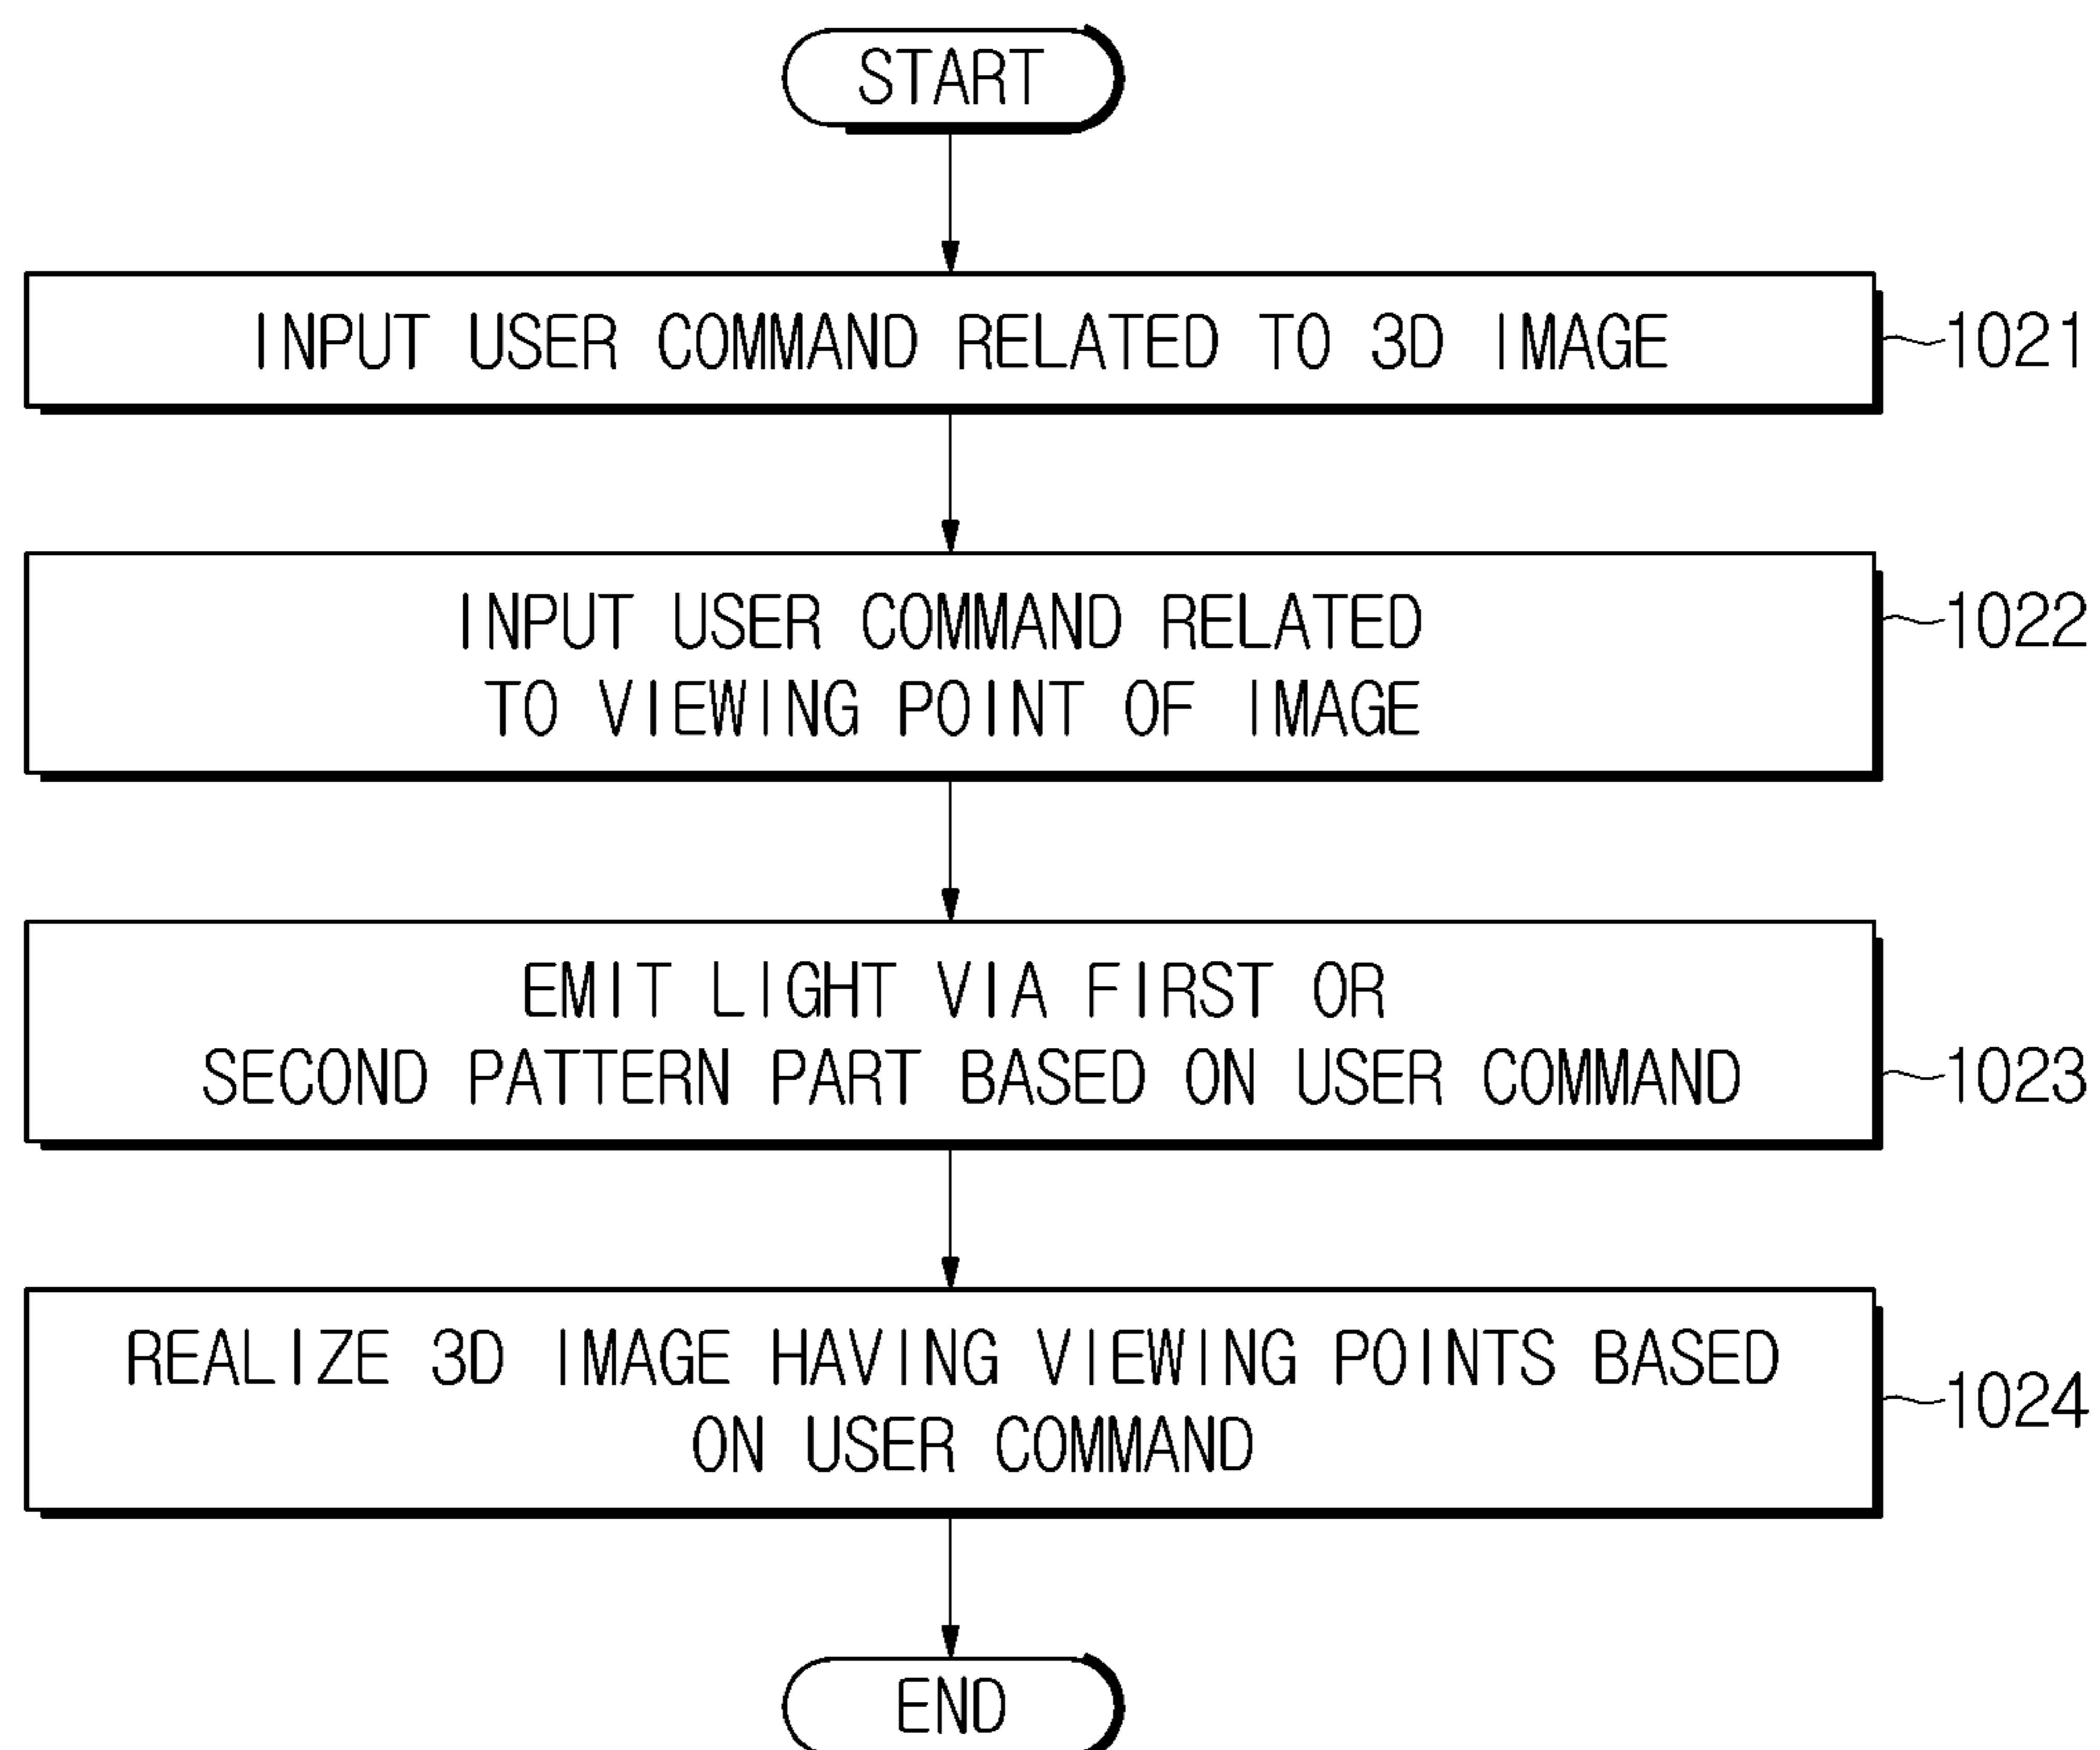 START
INPUT USER COMMAND RELATED TO 3D IMAGE
1021
INPUT USER COMMAND RELATED
TO VIEWING POINT OF IMAGE
1022
EMIT LIGHT VIA FIRST OR
SECOND PATTERN PART BASED ON USER COMMAND
1023
REALIZE 3D IMAGE HAVING VIEWING POINTS BASED
ON USER COMMAND
1024
END